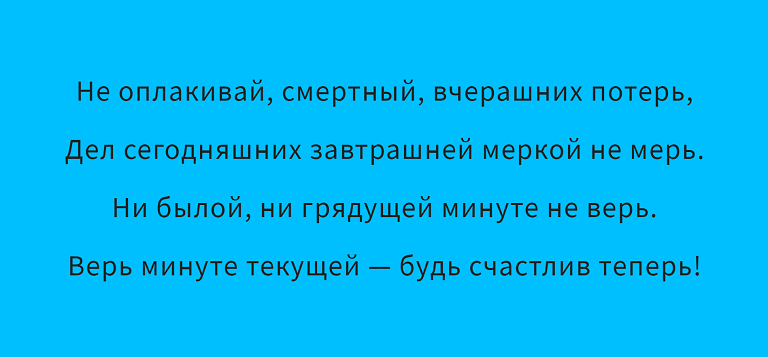 Не оплакивай, смертный, вчерашних потерь,
Дел сегодняшних завтрашней меркой не мерь.
Ни былой, ни грядущей минуте не верь.
Верь минуте текущей — будь счастлив теперь!